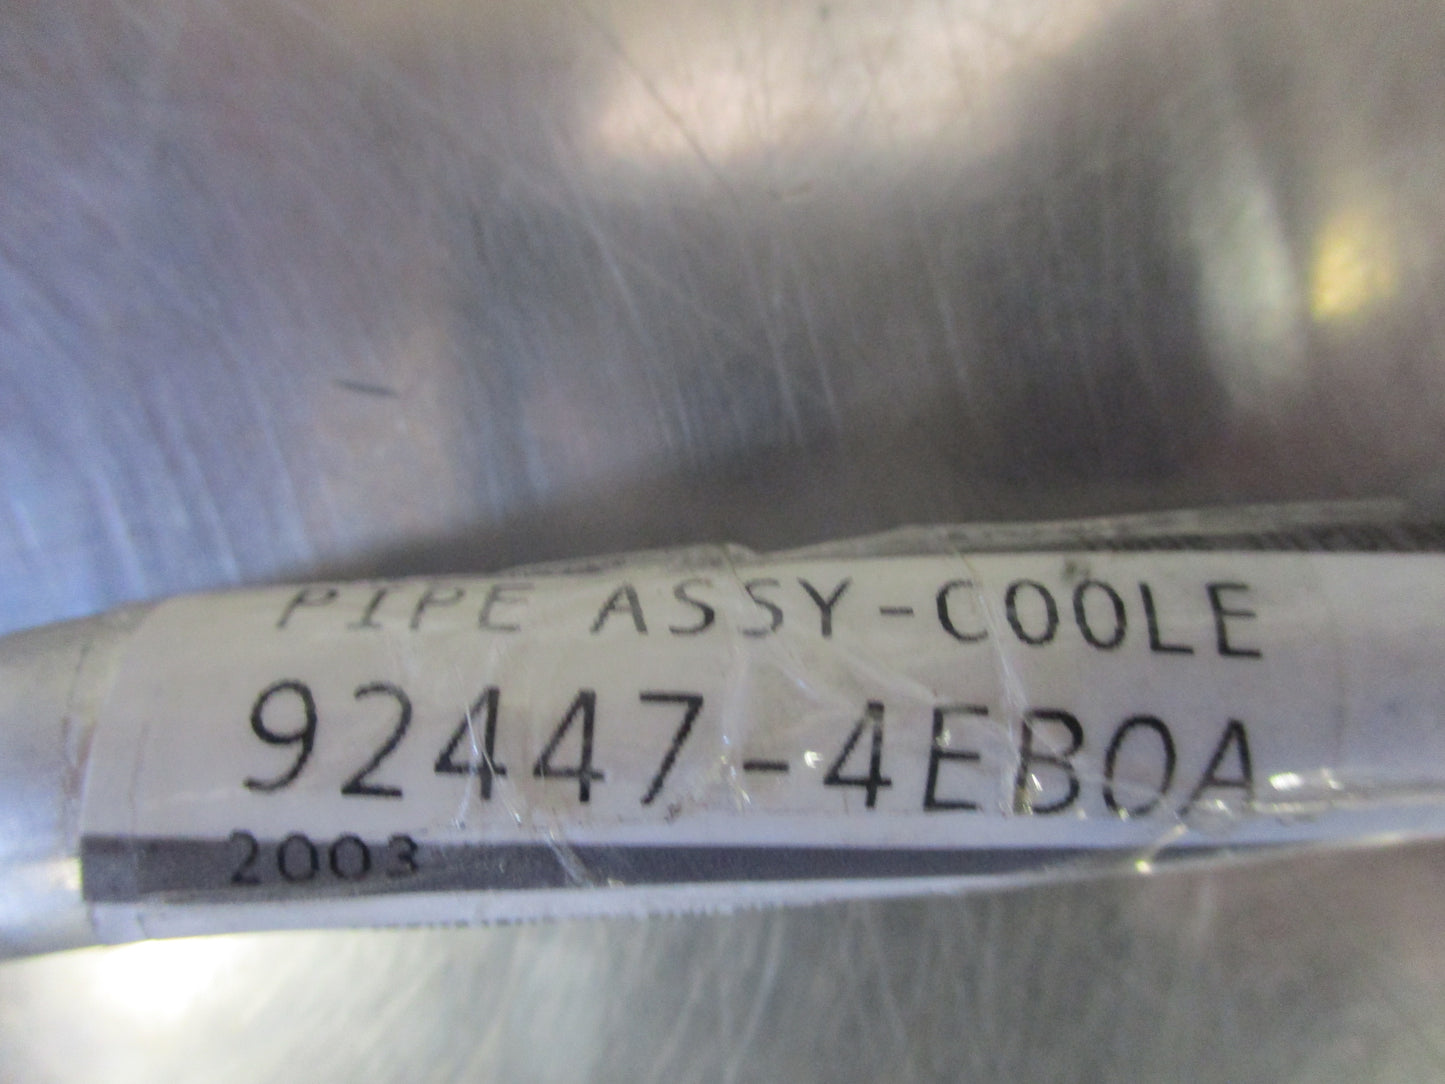 PIPE ASSY-COOLE
92447-4EB0A
2003